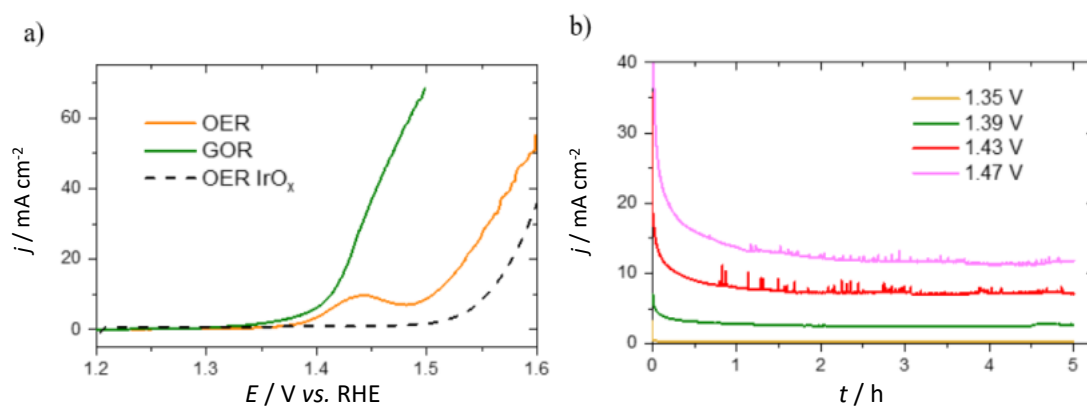 a)
60
40
20
0
j / mA cm⁻²
OER
GOR
OER IrOₓ
1.2 1.3 1.4 1.5 1.6
E / V vs. RHE
b)
40
30
20
10
0
j / mA cm⁻²
1.35 V
1.39 V
1.43 V
1.47 V
0 1 2 3 4 5
t / h